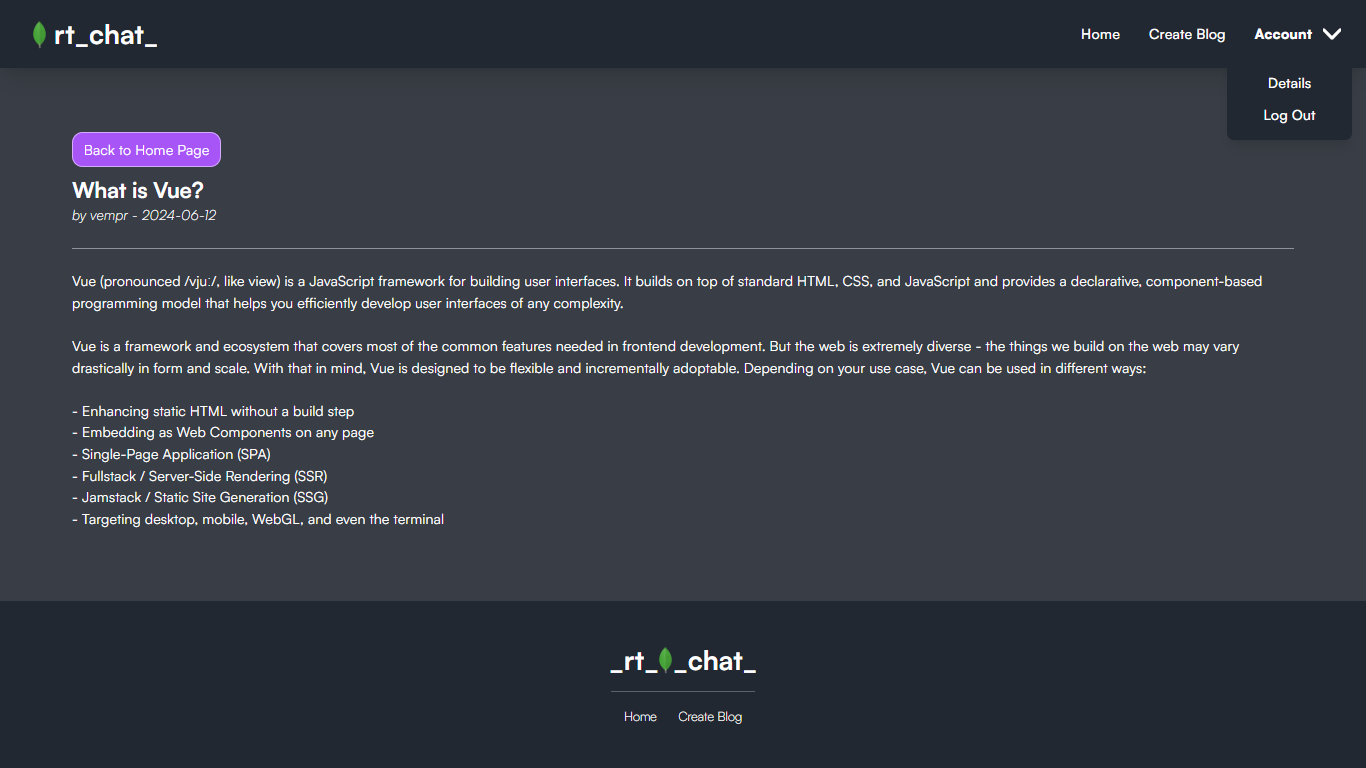 rt_chat_
Home
Create Blog
Account
Details
Log Out
Back to Home Page
What is Vue?
by vempr - 2024-06-12
Vue (pronounced /vjuː/, like view) is a JavaScript framework for building user interfaces. It builds on top of standard HTML, CSS, and JavaScript and provides a declarative, component-based
programming model that helps you efficiently develop user interfaces of any complexity.
Vue is a framework and ecosystem that covers most of the common features needed in frontend development. But the web is extremely diverse - the things we build on the web may vary
drastically in form and scale. With that in mind, Vue is designed to be flexible and incrementally adoptable. Depending on your use case, Vue can be used in different ways:
- Enhancing static HTML without a build step
- Embedding as Web Components on any page
- Single-Page Application (SPA)
- Fullstack / Server-Side Rendering (SSR)
- Jamstack / Static Site Generation (SSG)
- Targeting desktop, mobile, WebGL, and even the terminal
_rt_ _chat_
Home
Create Blog